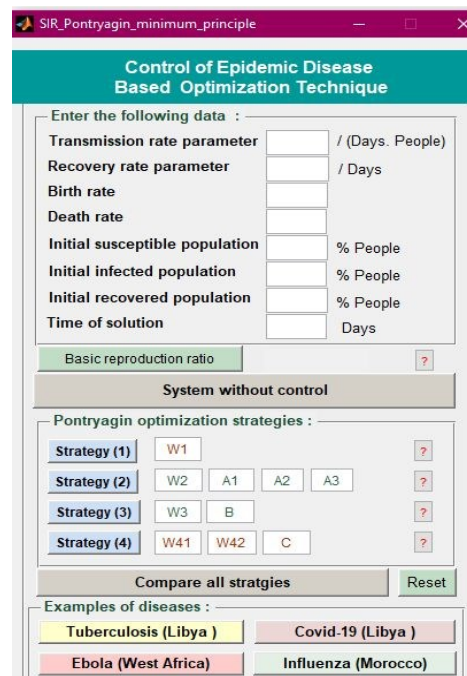 SIR_Pontryagin_minimum_principle
Control of Epidemic Disease
Based Optimization Technique
Enter the following data :
Transmission rate parameter / (Days. People)
Recovery rate parameter / Days
Birth rate
Death rate
Initial susceptible population % People
Initial infected population % People
Initial recovered population % People
Time of solution Days
Basic reproduction ratio ?
System without control
Pontryagin optimization strategies :
Strategy (1) W1 ?
Strategy (2) W2 A1 A2 A3 ?
Strategy (3) W3 B ?
Strategy (4) W41 W42 C ?
Compare all stratgies Reset
Examples of diseases :
Tuberculosis (Libya ) Covid-19 (Libya )
Ebola (West Africa) Influenza (Morocco)